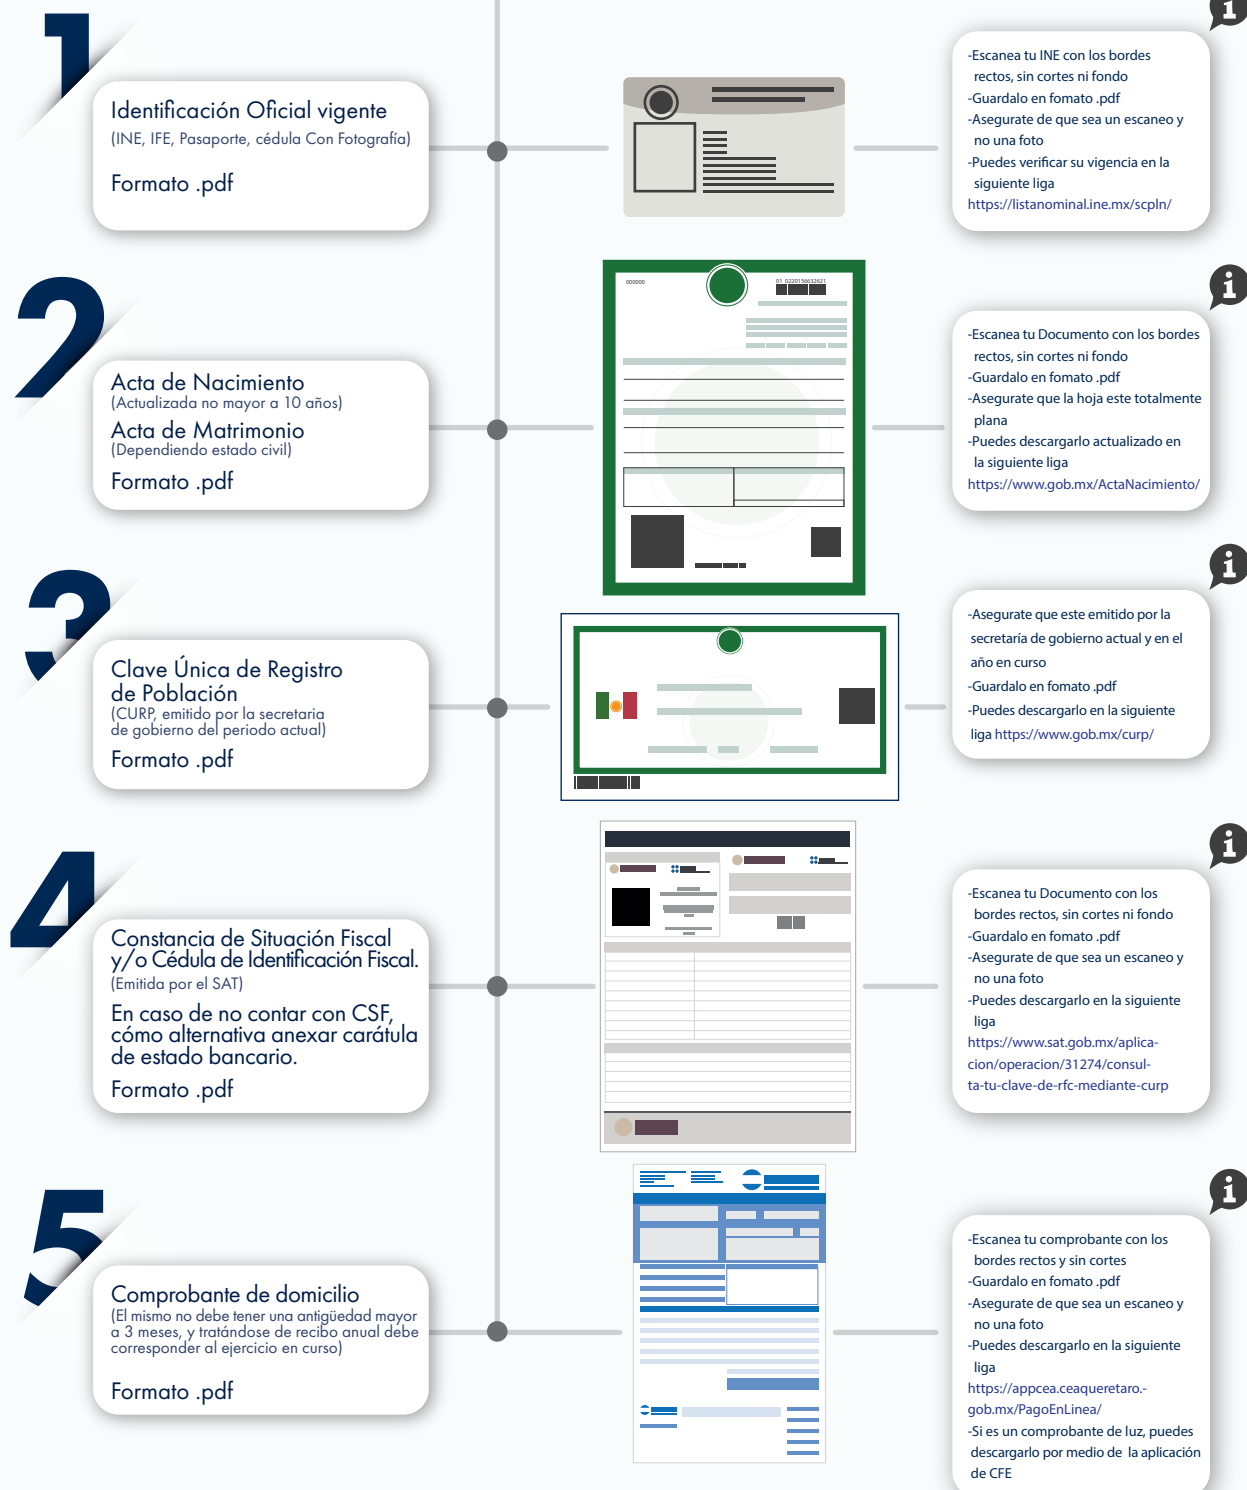 1
Identificación Oficial vigente
(INE, IFE, Pasaporte, cédula Con Fotografía)
Formato .pdf
-Escanea tu INE con los bordes
rectos, sin cortes ni fondo
-Guardalo en fomato .pdf
-Asegurate de que sea un escaneo y
no una foto
-Puedes verificar su vigencia en la
siguiente liga
https://listanominal.ine.mx/scpln/
2
Acta de Nacimiento
(Actualizada no mayor a 10 años)
Acta de Matrimonio
(Dependiendo estado civil)
Formato .pdf
000000
01 0220156632621
-Escanea tu Documento con los bordes
rectos, sin cortes ni fondo
-Guardalo en fomato .pdf
-Asegurate que la hoja este totalmente
plana
-Puedes descargarlo actualizado en
la siguiente liga
https://www.gob.mx/ActaNacimiento/
3
Clave Única de Registro
de Población
(CURP, emitido por la secretaria
de gobierno del periodo actual)
Formato .pdf
-Asegurate que este emitido por la
secretaría de gobierno actual y en el
año en curso
-Guardalo en fomato .pdf
-Puedes descargarlo en la siguiente
liga https://www.gob.mx/curp/
4
Constancia de Situación Fiscal
y/o Cédula de Identificación Fiscal.
(Emitida por el SAT)
En caso de no contar con CSF,
cómo alternativa anexar carátula
de estado bancario.
Formato .pdf
-Escanea tu Documento con los
bordes rectos, sin cortes ni fondo
-Guardalo en fomato .pdf
-Asegurate de que sea un escaneo y
no una foto
-Puedes descargarlo en la siguiente
liga
https://www.sat.gob.mx/aplica-
cion/operacion/31274/consul-
ta-tu-clave-de-rfc-mediante-curp
5
Comprobante de domicilio
(El mismo no debe tener una antigüedad mayor
a 3 meses, y tratándose de recibo anual debe
corresponder al ejercicio en curso)
Formato .pdf
-Escanea tu comprobante con los
bordes rectos y sin cortes
-Guardalo en fomato .pdf
-Asegurate de que sea un escaneo y
no una foto
-Puedes descargarlo en la siguiente
liga
https://appcea.ceaqueretaro.-
gob.mx/PagoEnLinea/
-Si es un comprobante de luz, puedes
descargarlo por medio de la aplicación
de CFE